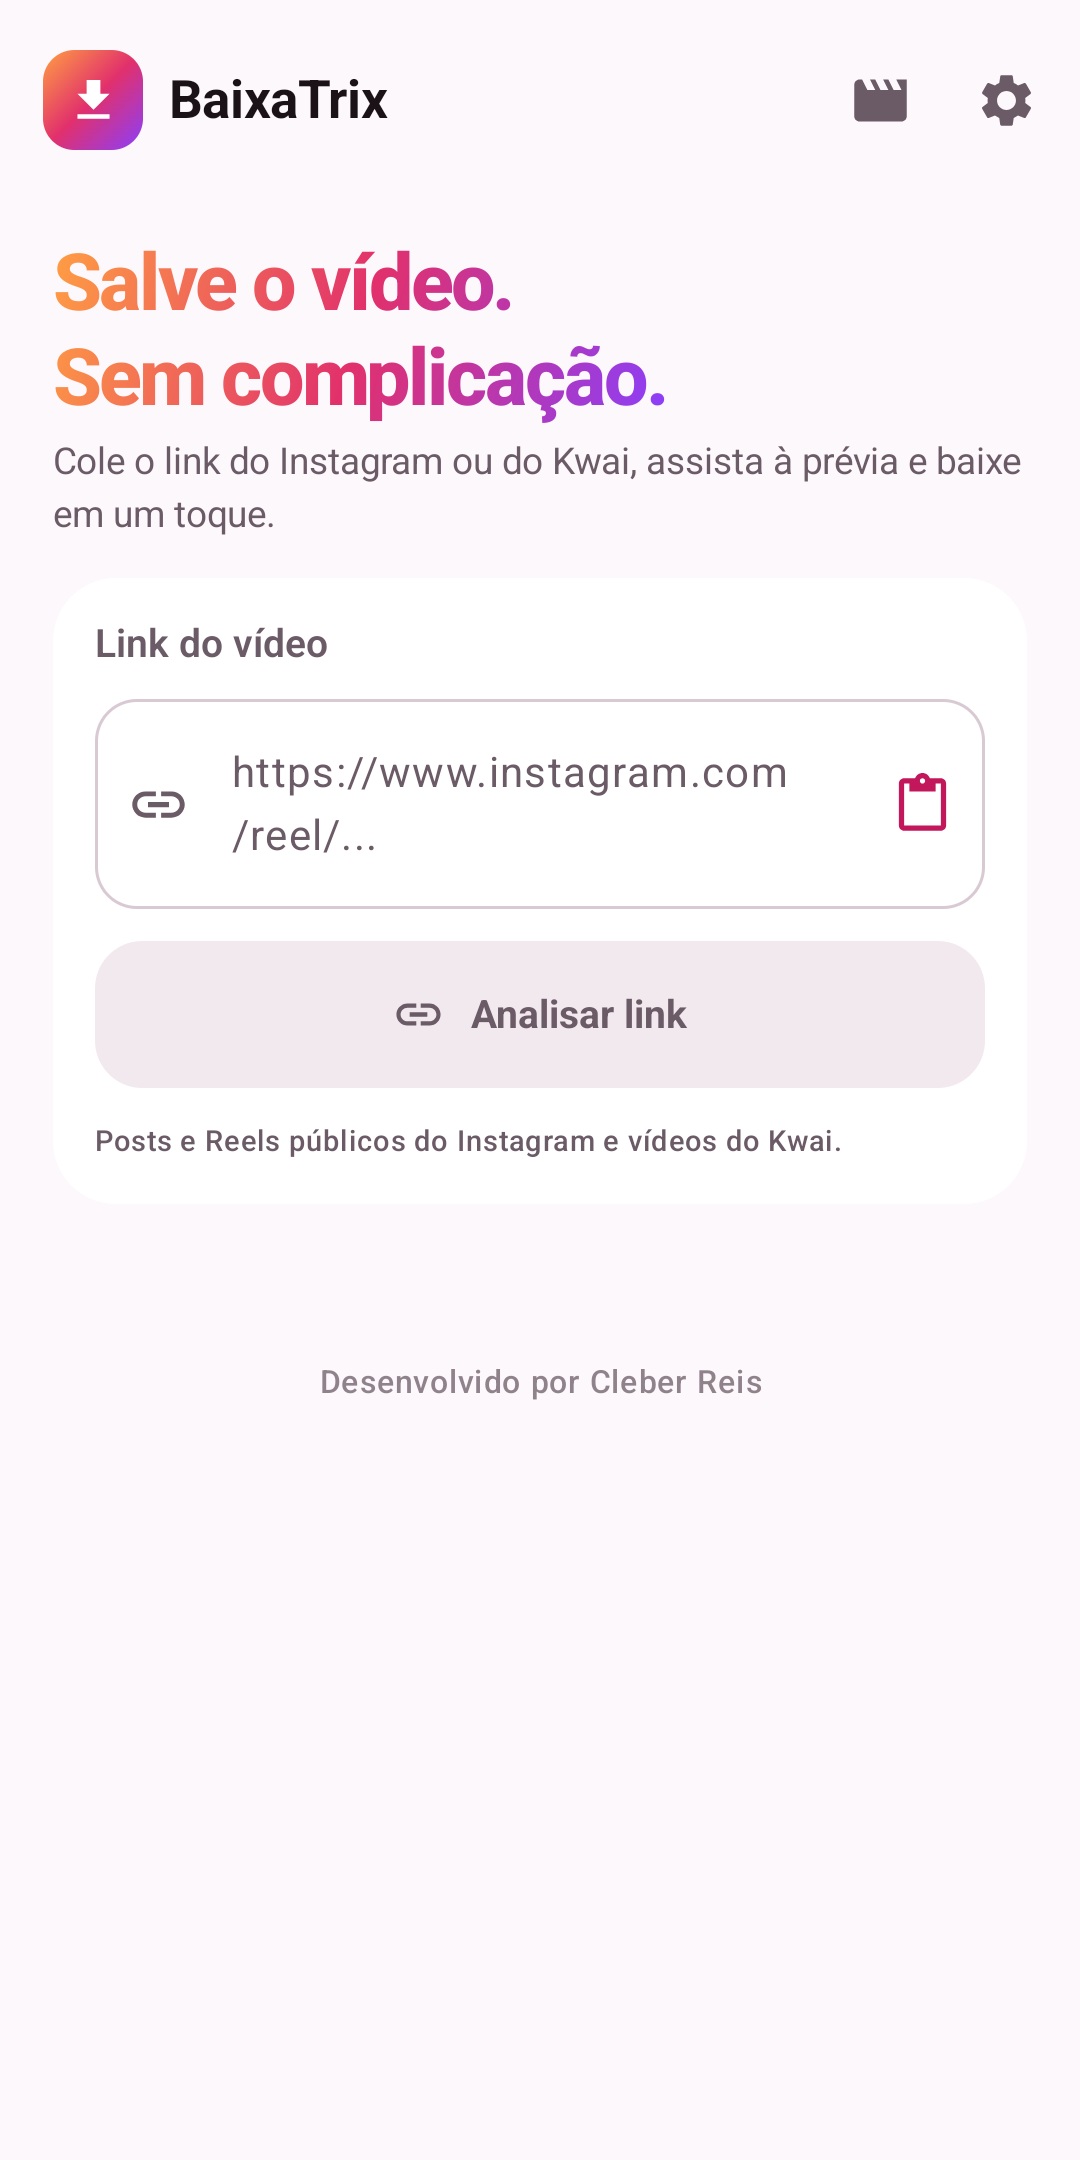 BaixaTrix
Salve o vídeo.
Sem complicação.
Cole o link do Instagram ou do Kwai, assista à prévia e baixe
em um toque.
Link do vídeo
https://www.instagram.com
/reel/...
Analisar link
Posts e Reels públicos do Instagram e vídeos do Kwai.
Desenvolvido por Cleber Reis